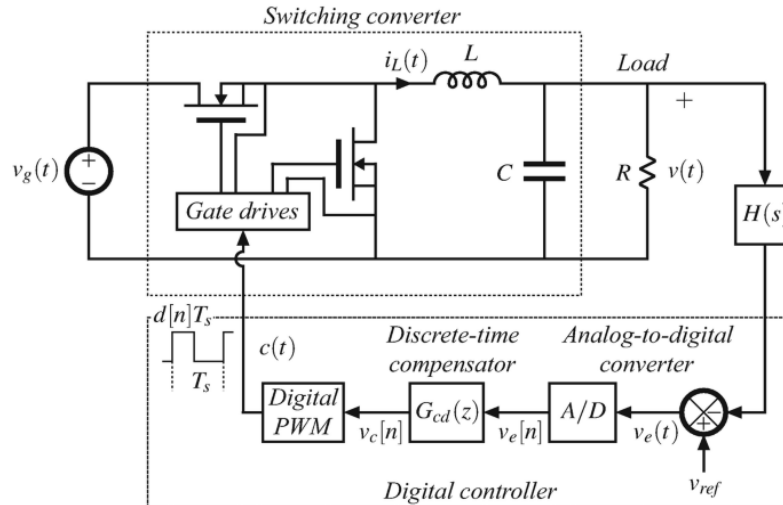 Switching converter
i_L(t)
L
Load
+
v_g(t)
+
−
Gate drives
C
R
v(t)
H(s
d[n]T_s
T_s
c(t)
Discrete-time
compensator
Analog-to-digital
converter
Digital
PWM
v_c[n]
G_cd(z)
v_e[n]
A/D
v_e(t)
−
+
v_ref
Digital controller